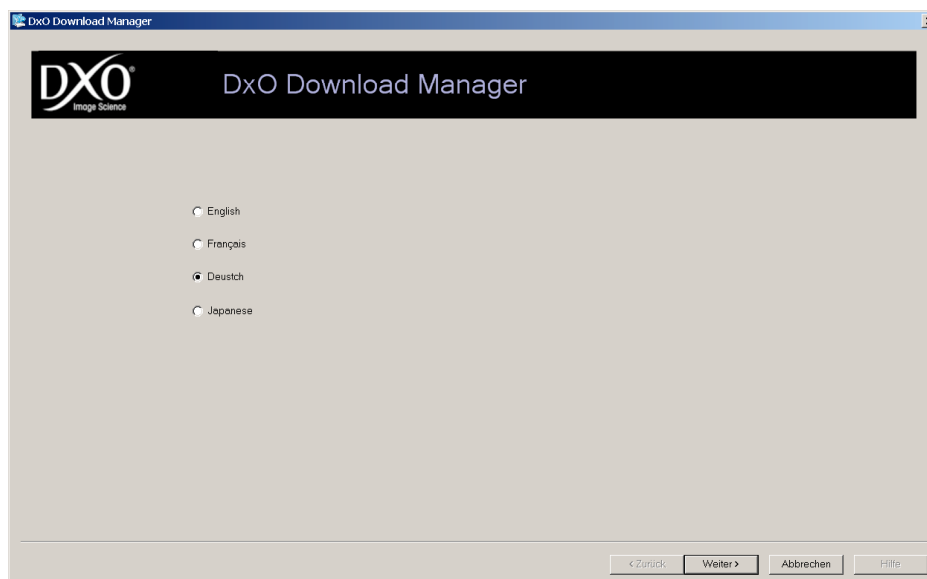 DxO Download Manager
DXO®
Image Science
DxO Download Manager
English
Français
Deustch
Japanese
< Zurück
Weiter >
Abbrechen
Hilfe